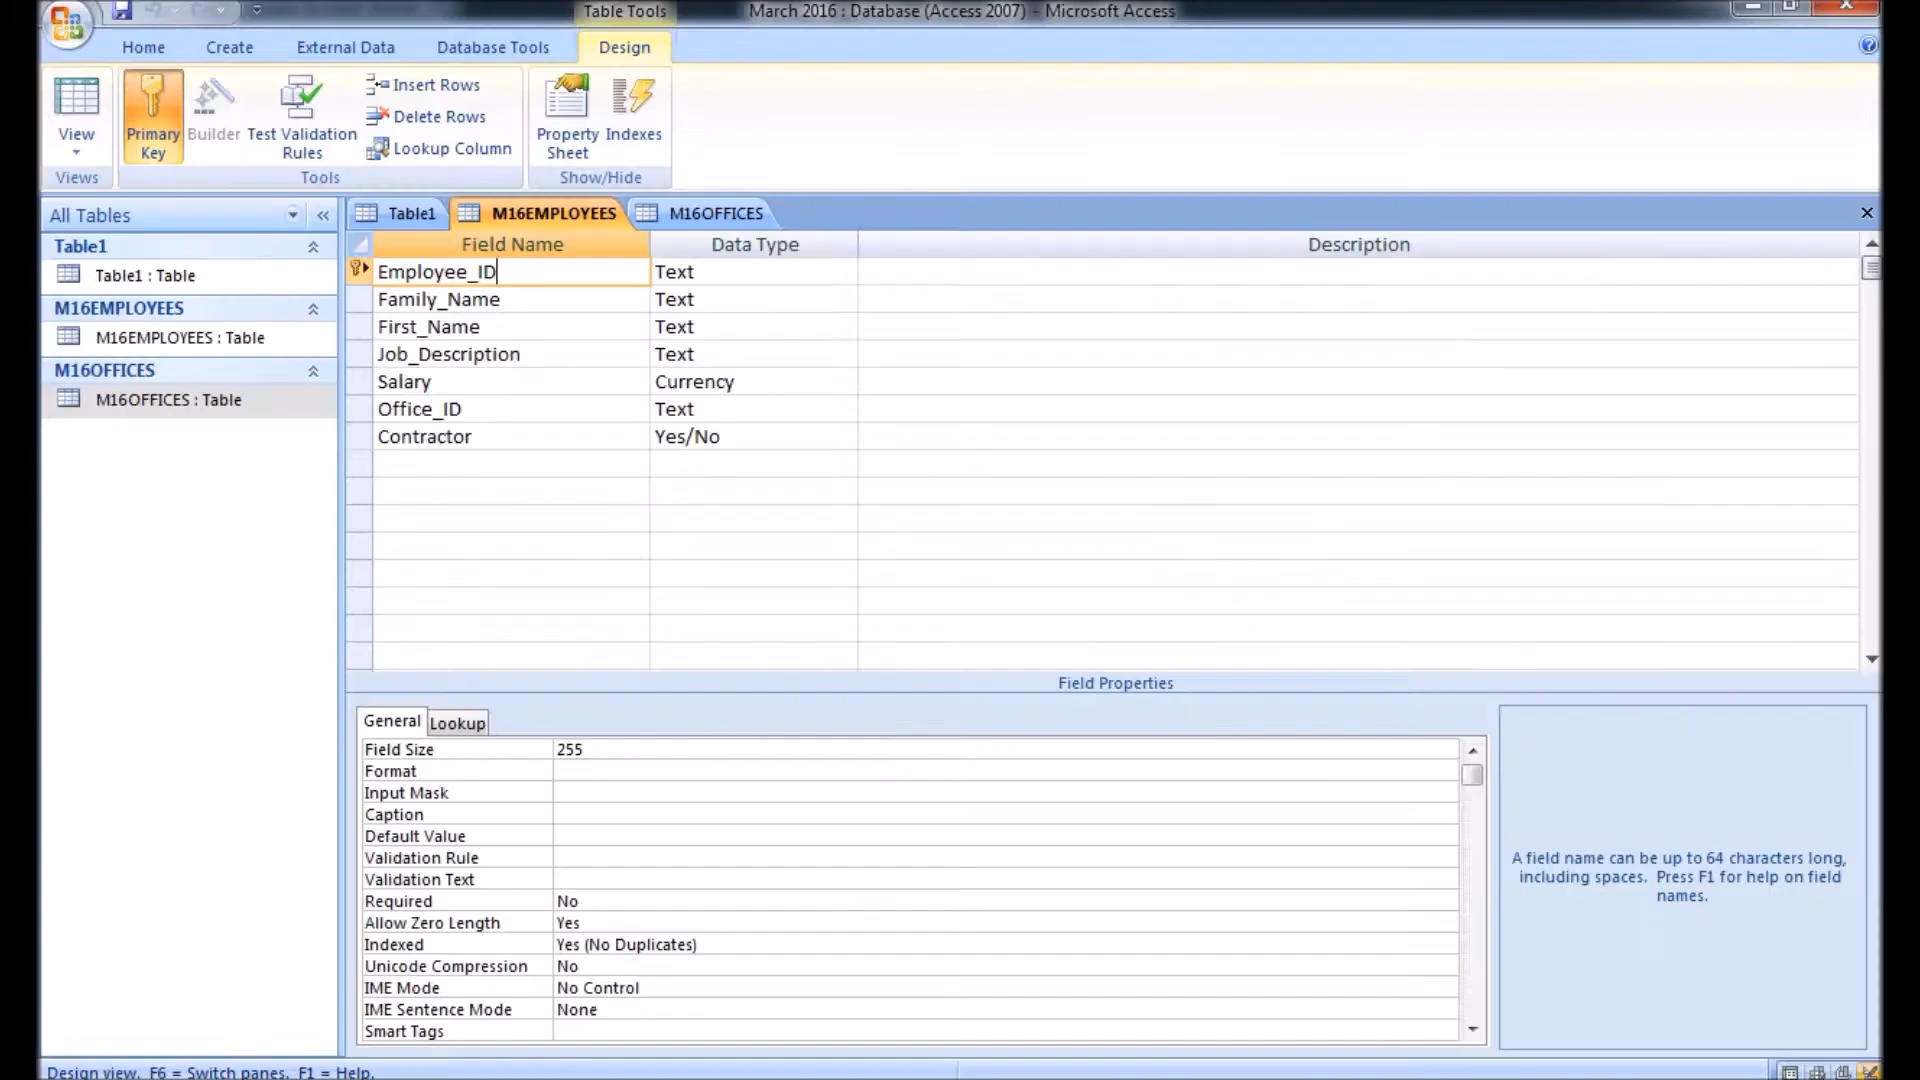 Table Tools
March 2016 : Database (Access 2007) - Microsoft Access
Home
Create
External Data
Database Tools
Design
View
Primary Key
Builder
Test Validation Rules
Insert Rows
Delete Rows
Lookup Column
Property Sheet
Indexes
Views
Tools
Show/Hide
All Tables
Table1
Table1 : Table
M16EMPLOYEES
M16EMPLOYEES : Table
M16OFFICES
M16OFFICES : Table
Table1
M16EMPLOYEES
M16OFFICES
Field Name
Data Type
Description
Employee_ID Text
Family_Name Text
First_Name Text
Job_Description Text
Salary Currency
Office_ID Text
Contractor Yes/No
Field Properties
General
Lookup
Field Size 255
Format
Input Mask
Caption
Default Value
Validation Rule
Validation Text
Required No
Allow Zero Length Yes
Indexed Yes (No Duplicates)
Unicode Compression No
IME Mode No Control
IME Sentence Mode None
Smart Tags
A field name can be up to 64 characters long,
including spaces. Press F1 for help on field
names.
Design view. F6 = Switch panes. F1 = Help.